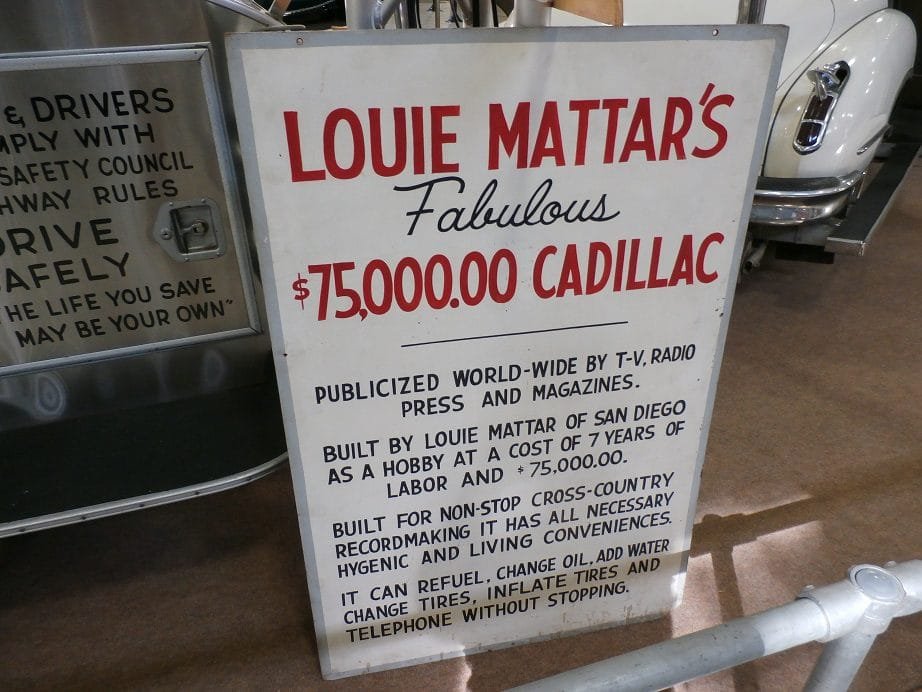 & DRIVERS
MPLY WITH
SAFETY COUNCIL
HWAY RULES
DRIVE
SAFELY
HE LIFE YOU SAVE
MAY BE YOUR OWN"
LOUIE MATTAR'S
Fabulous
$75,000.00 CADILLAC
PUBLICIZED WORLD-WIDE BY T-V, RADIO
PRESS AND MAGAZINES.
BUILT BY LOUIE MATTAR OF SAN DIEGO
AS A HOBBY AT A COST OF 7 YEARS OF
LABOR AND $75,000.00.
BUILT FOR NON-STOP CROSS-COUNTRY
RECORDMAKING IT HAS ALL NECESSARY
HYGENIC AND LIVING CONVENIENCES.
IT CAN REFUEL, CHANGE OIL, ADD WATER
CHANGE TIRES, INFLATE TIRES AND
TELEPHONE WITHOUT STOPPING.